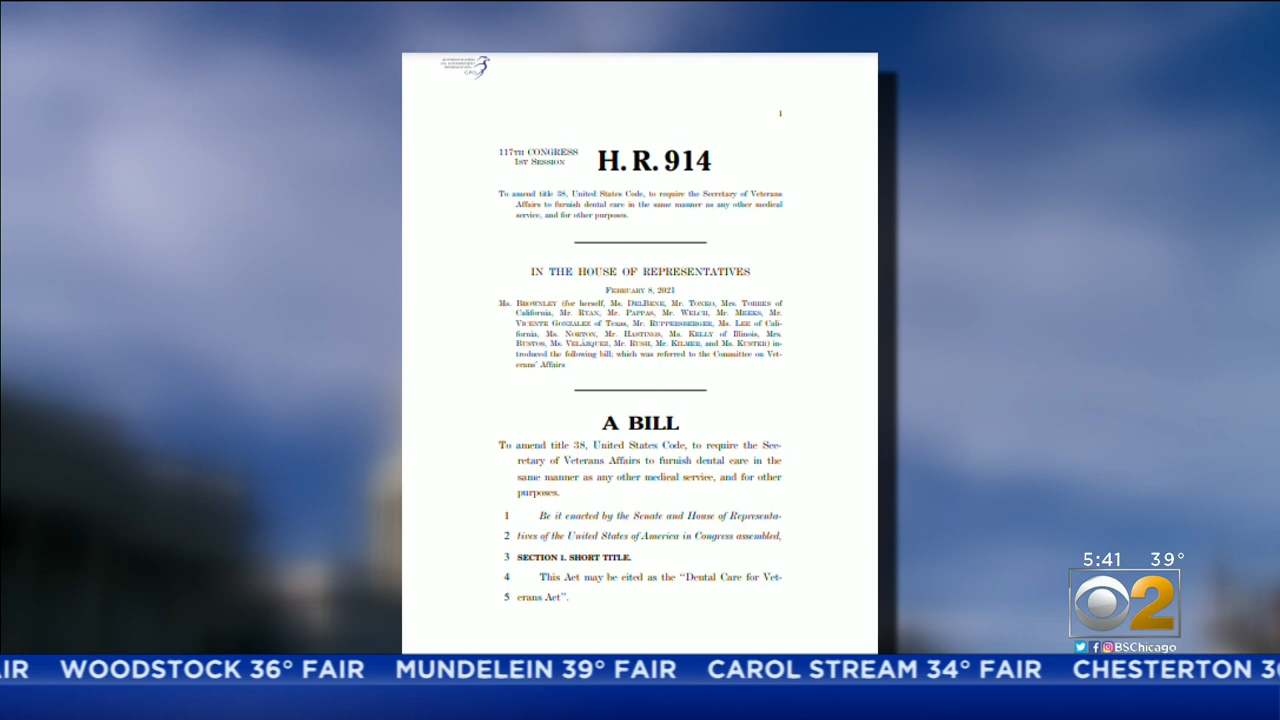 AUTHENTICATED
U.S. GOVERNMENT
INFORMATION
GPO
I
117TH CONGRESS
1ST SESSION
H. R. 914
To amend title 38, United States Code, to require the Secretary of Veterans
Affairs to furnish dental care in the same manner as any other medical
service, and for other purposes.
IN THE HOUSE OF REPRESENTATIVES
FEBRUARY 8, 2021
Ms. BROWNLEY (for herself, Ms. DELBENE, Mr. TONKO, Mrs. TORRES of
California, Mr. RYAN, Mr. PAPPAS, Mr. WELCH, Mr. MEEKS, Mr.
VICENTE GONZALEZ of Texas, Mr. RUPPERSBERGER, Ms. LEE of Cali-
fornia, Ms. NORTON, Mr. HASTINGS, Ms. KELLY of Illinois, Mrs.
BUSTOS, Ms. VELÁZQUEZ, Mr. RUSH, Mr. KILMER, and Ms. KUSTER) in-
troduced the following bill; which was referred to the Committee on Vet-
erans' Affairs
A BILL
To amend title 38, United States Code, to require the Sec-
retary of Veterans Affairs to furnish dental care in the
same manner as any other medical service, and for other
purposes.
1 Be it enacted by the Senate and House of Representa-
2 tives of the United States of America in Congress assembled,
3 SECTION 1. SHORT TITLE.
4 This Act may be cited as the "Dental Care for Vet-
5 erans Act".
5:41 39°
2
BSChicago
IR WOODSTOCK 36° FAIR MUNDELEIN 39° FAIR CAROL STREAM 34° FAIR CHESTERTON 3